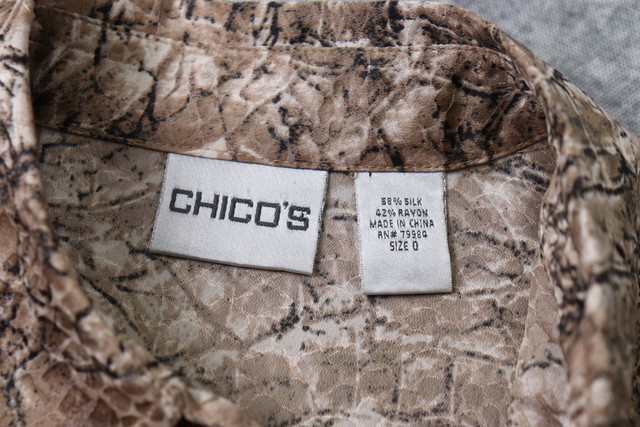 CHICO'S
58% SILK
42% RAYON
MADE IN CHINA
RN# 79984
SIZE 0